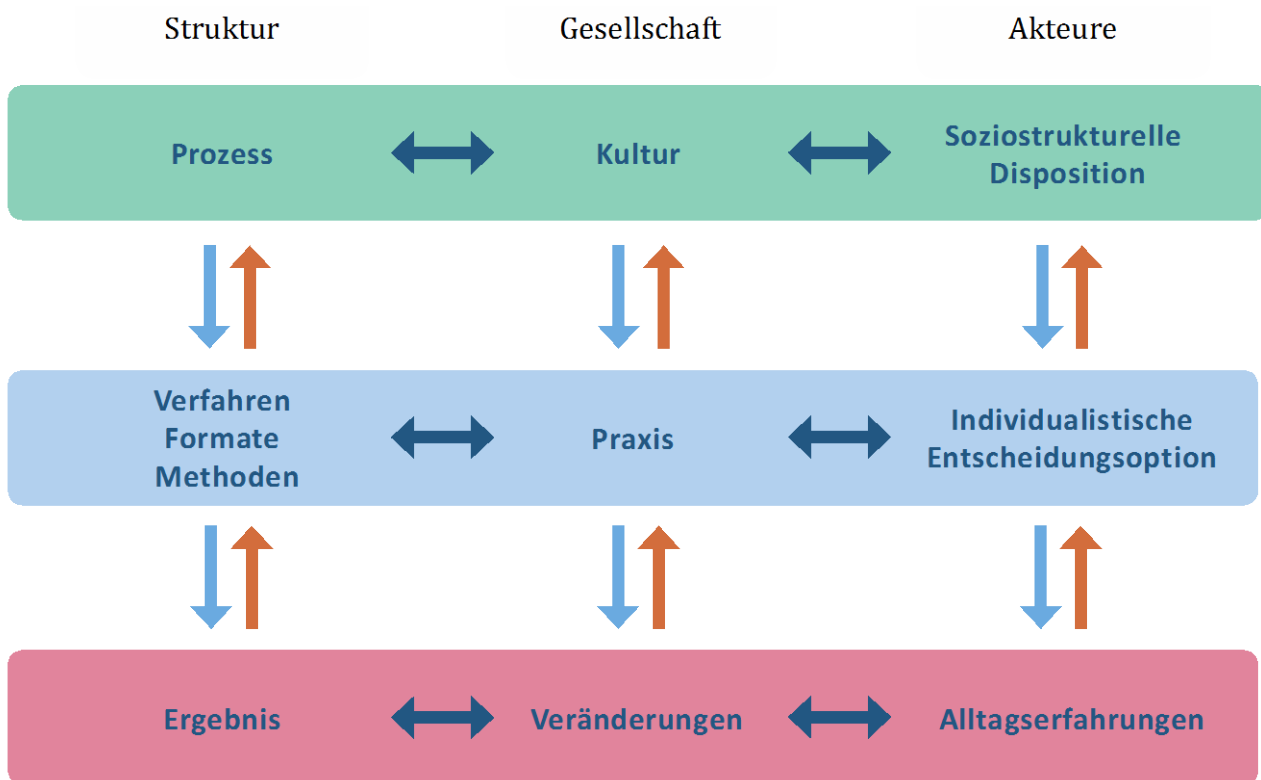 Struktur
Gesellschaft
Akteure
Prozess
Kultur
Soziostrukturelle
Disposition
Verfahren
Formate
Methoden
Praxis
Individualistische
Entscheidungsoption
Ergebnis
Veränderungen
Alltagserfahrungen